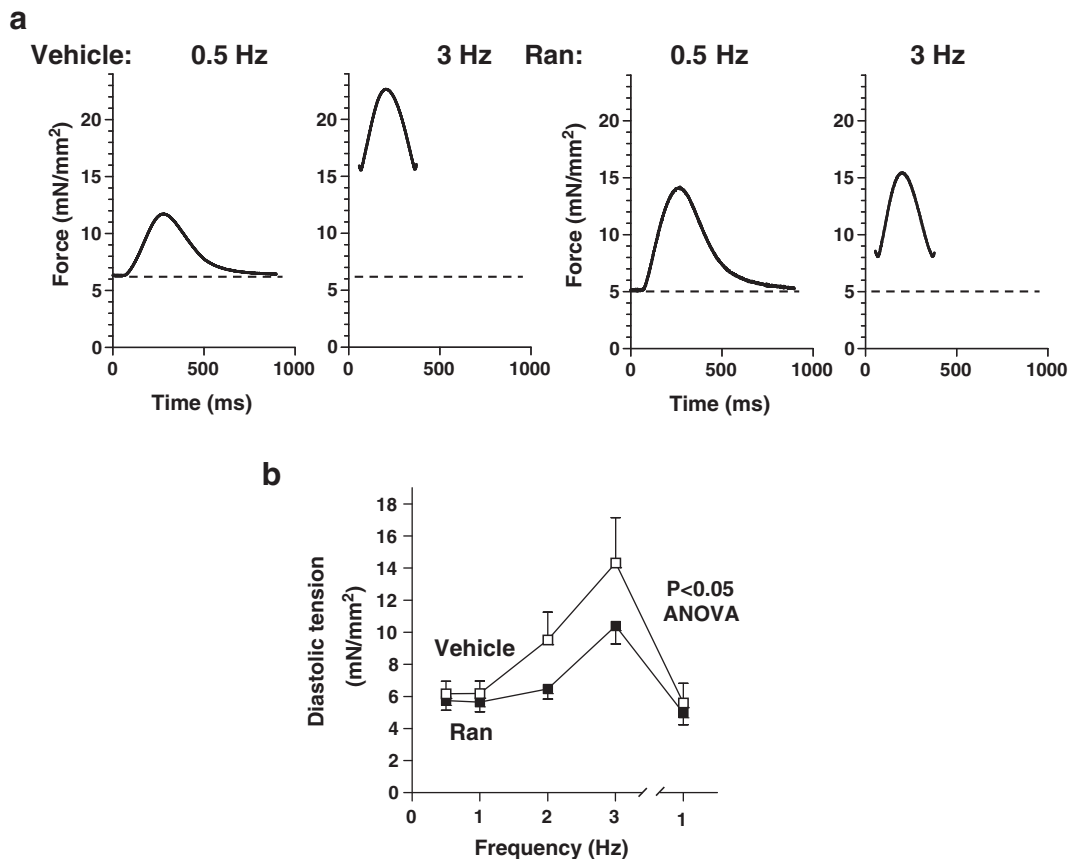 a
Vehicle: 0.5 Hz 3 Hz Ran: 0.5 Hz 3 Hz
Force (mN/mm²)
20
15
10
5
0
0 500 1000
Time (ms)
20
15
10
5
0
0 500 1000
Force (mN/mm²)
20
15
10
5
0
0 500 1000
Time (ms)
20
15
10
5
0
0 500 1000
b
Diastolic tension
(mN/mm²)
18
16
14
12
10
8
6
4
2
0
Vehicle
Ran
P<0.05
ANOVA
0 1 2 3 1
Frequency (Hz)